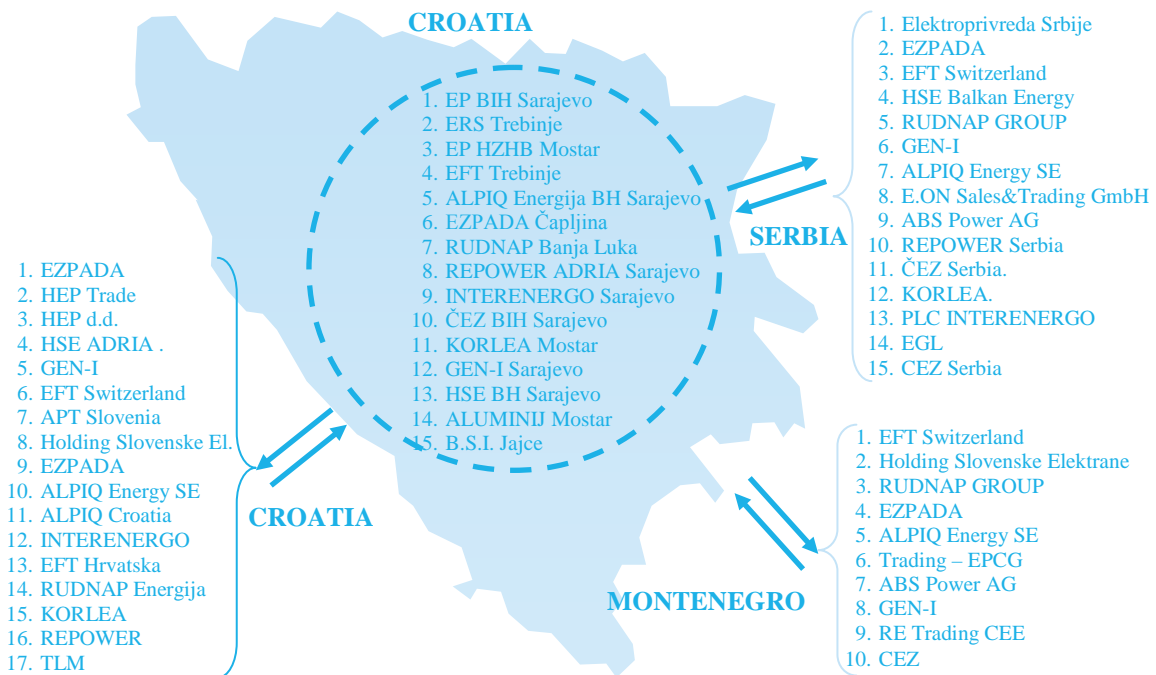 CROATIA
1. EP BIH Sarajevo
2. ERS Trebinje
3. EP HZHB Mostar
4. EFT Trebinje
5. ALPIQ Energija BH Sarajevo
6. EZPADA Čapljina
7. RUDNAP Banja Luka
8. REPOWER ADRIA Sarajevo
9. INTERENERGO Sarajevo
10. ČEZ BIH Sarajevo
11. KORLEA Mostar
12. GEN-I Sarajevo
13. HSE BH Sarajevo
14. ALUMINIJ Mostar
15. B.S.I. Jajce
1. Elektroprivreda Srbije
2. EZPADA
3. EFT Switzerland
4. HSE Balkan Energy
5. RUDNAP GROUP
6. GEN-I
7. ALPIQ Energy SE
8. E.ON Sales&Trading GmbH
9. ABS Power AG
10. REPOWER Serbia
11. ČEZ Serbia.
12. KORLEA.
13. PLC INTERENERGO
14. EGL
15. CEZ Serbia
SERBIA
1. EZPADA
2. HEP Trade
3. HEP d.d.
4. HSE ADRIA .
5. GEN-I
6. EFT Switzerland
7. APT Slovenia
8. Holding Slovenske El.
9. EZPADA
10. ALPIQ Energy SE
11. ALPIQ Croatia
12. INTERENERGO
13. EFT Hrvatska
14. RUDNAP Energija
15. KORLEA
16. REPOWER
17. TLM
CROATIA
1. EFT Switzerland
2. Holding Slovenske Elektrane
3. RUDNAP GROUP
4. EZPADA
5. ALPIQ Energy SE
6. Trading – EPCG
7. ABS Power AG
8. GEN-I
9. RE Trading CEE
10. CEZ
MONTENEGRO